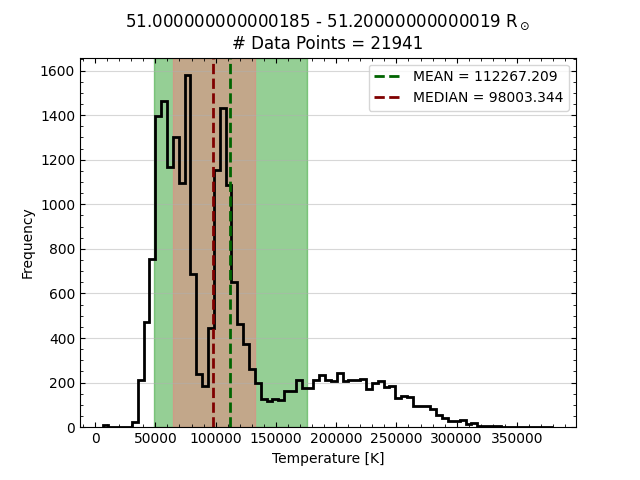 51.000000000000185 - 51.20000000000019 R⊙
# Data Points = 21941
MEAN = 112267.209
MEDIAN = 98003.344
Frequency
1600
1400
1200
1000
800
600
400
200
0
0 50000 100000 150000 200000 250000 300000 350000
Temperature [K]